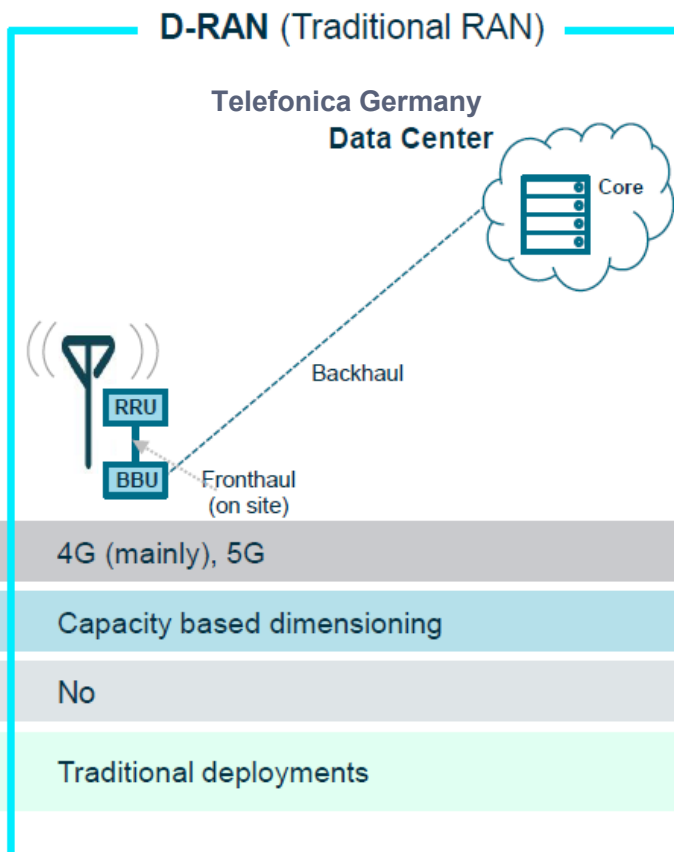 D-RAN (Traditional RAN)
Telefonica Germany
Data Center
Core
Backhaul
RRU
BBU
Fronthaul
(on site)
4G (mainly), 5G
Capacity based dimensioning
No
Traditional deployments